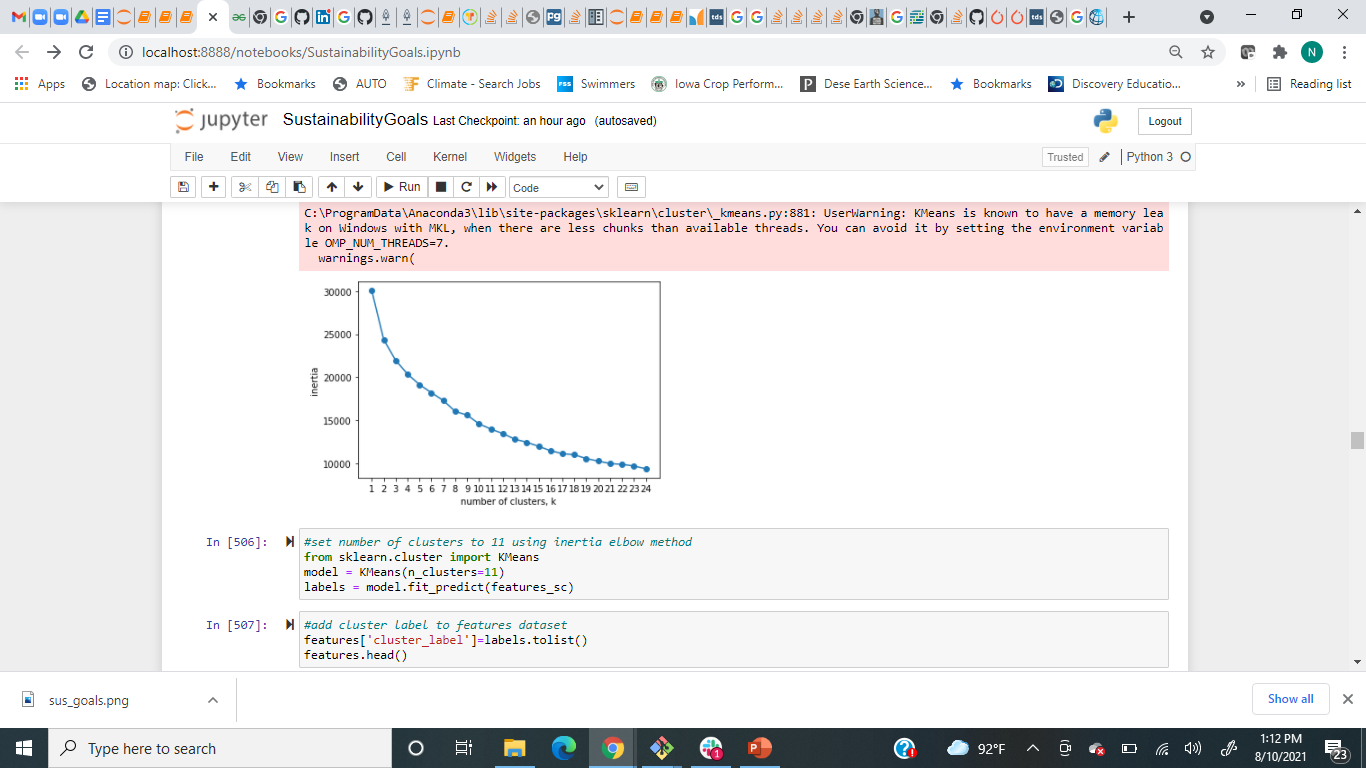 localhost:8888/notebooks/SustainabilityGoals.ipynb
N
Apps
Location map: Click...
Bookmarks
AUTO
Climate - Search Jobs
Swimmers
Iowa Crop Perform...
Dese Earth Science...
Bookmarks
Discovery Educatio...
»
Reading list
jupyter SustainabilityGoals Last Checkpoint: an hour ago (autosaved)
Logout
File Edit View Insert Cell Kernel Widgets Help
Trusted
Python 3
Run
Code
C:\ProgramData\Anaconda3\lib\site-packages\sklearn\cluster\_kmeans.py:881: UserWarning: KMeans is known to have a memory lea
k on Windows with MKL, when there are less chunks than available threads. You can avoid it by setting the environment variab
le OMP_NUM_THREADS=7.
warnings.warn(
30000
25000
20000
15000
10000
inertia
1 2 3 4 5 6 7 8 9 10 11 12 13 14 15 16 17 18 19 20 21 22 23 24
number of clusters, k
In [506]:
#set number of clusters to 11 using inertia elbow method
from sklearn.cluster import KMeans
model = KMeans(n_clusters=11)
labels = model.fit_predict(features_sc)
In [507]:
#add cluster label to features dataset
features['cluster_label']=labels.tolist()
features.head()
sus_goals.png
Show all
Type here to search
92°F
1:12 PM
8/10/2021
23